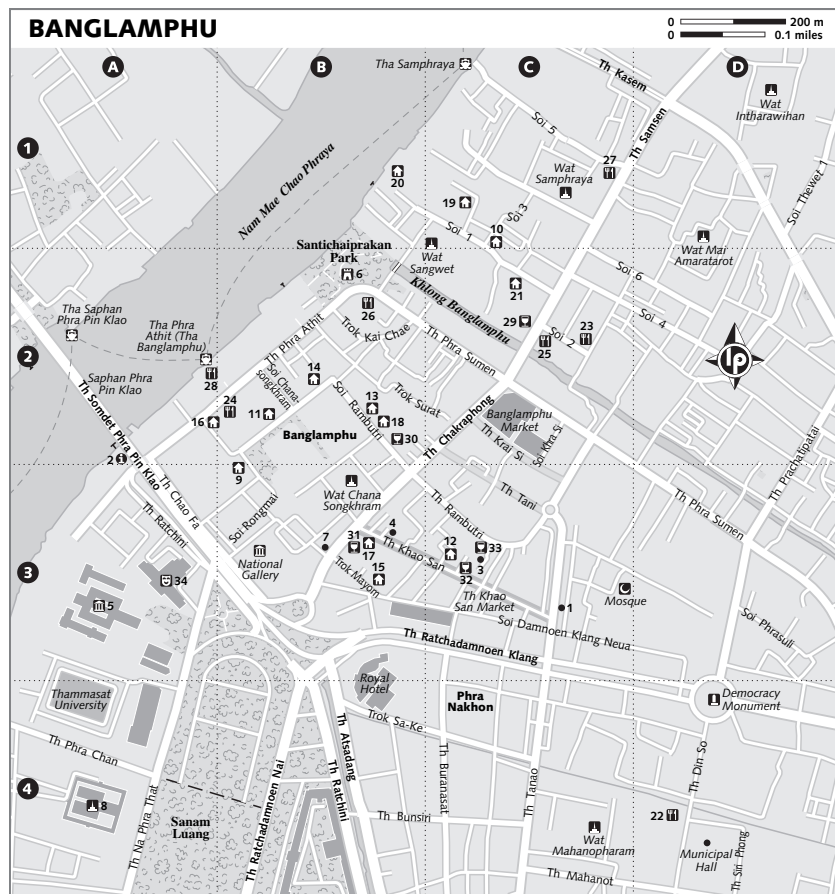 BANGLAMPHU
0 200 m
0 0.1 miles
A
B
C
D
Tha Samphraya
Th Kasem
Wat
Intharawihan
Soi 5
Th Samsen
1
27
Wat
Samphraya
Soi Thewet 1
Nam Mae Chao Phraya
20
19
Soi 3
10
Soi 1
Santichaiprakan
Park
Wat
Sangwet
Wat Mai
Amaratarot
6
Soi 6
21
Khlong Banglamphu
Tha Saphan
Phra Pin Klao
26
Soi 4
Trok Kai Chae
29
Soi 2
23
Tha Phra
Athit (Tha
Banglamphu)
Th Phra Athit
Th Phra Sumen
25
lp
2
28
14
Saphan Phra
Pin Klao
Soi Chana-
songkhram
24
13
Trok Surat
Soi Rambutri
16
11
18
Banglamphu
Market
Banglamphu
30
Th Chakraphong
Th Krai Si
Soi Kha Si
Th Somdet Phra Pin Klao
2
9
Th Prachatipatai
Th Chao Fa
Wat Chana
Songkhram
Th Tani
Th Phra Sumen
Th Ratchini
Soi Rongmai
Th Rambutri
4
7
31
12
33
Th Khao San
National
Gallery
17
3
3
34
Trok Mayom
15
32
Mosque
5
Th Khao
San Market
1
Soi Damnoen Klang Neua
Soi Phrasuli
Th Ratchadamnoen Klang
Royal
Hotel
Thammasat
University
Phra
Nakhon
Democracy
Monument
Trok Sa-Ke
Th Phra Chan
Th Atsadang
Th Ratchini
Th Buranasat
Th Tanao
Th Din So
4
8
Th Na Phra That
Sanam
Luang
Th Ratchadamnoen Nai
Th Bunsiri
22
Wat
Mahanopharam
Municipal
Hall
Th Siri Phong
Th Mahanot